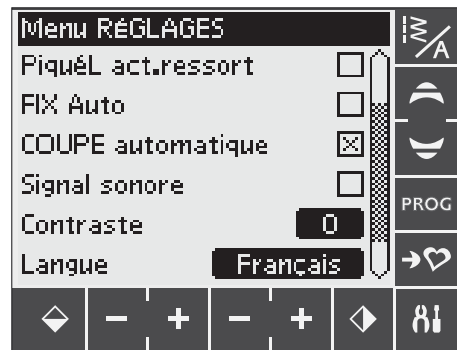 Menu RéGLAGES
PiquéL act.ressort
FIX Auto
COUPE automatique
Signal sonore
Contraste 0
Langue Français
A
PROG
- + - +